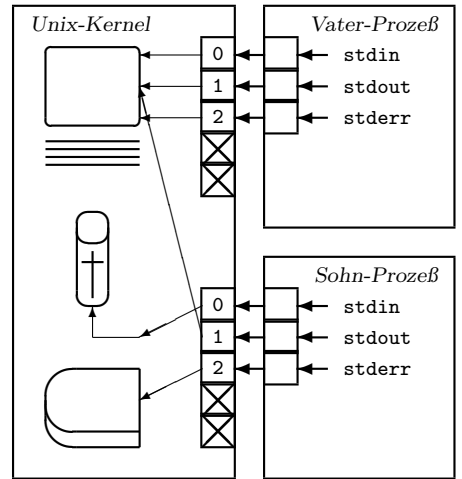 Unix-Kernel
Vater-Prozeß
0
stdin
1
stdout
2
stderr
Sohn-Prozeß
0
stdin
1
stdout
2
stderr